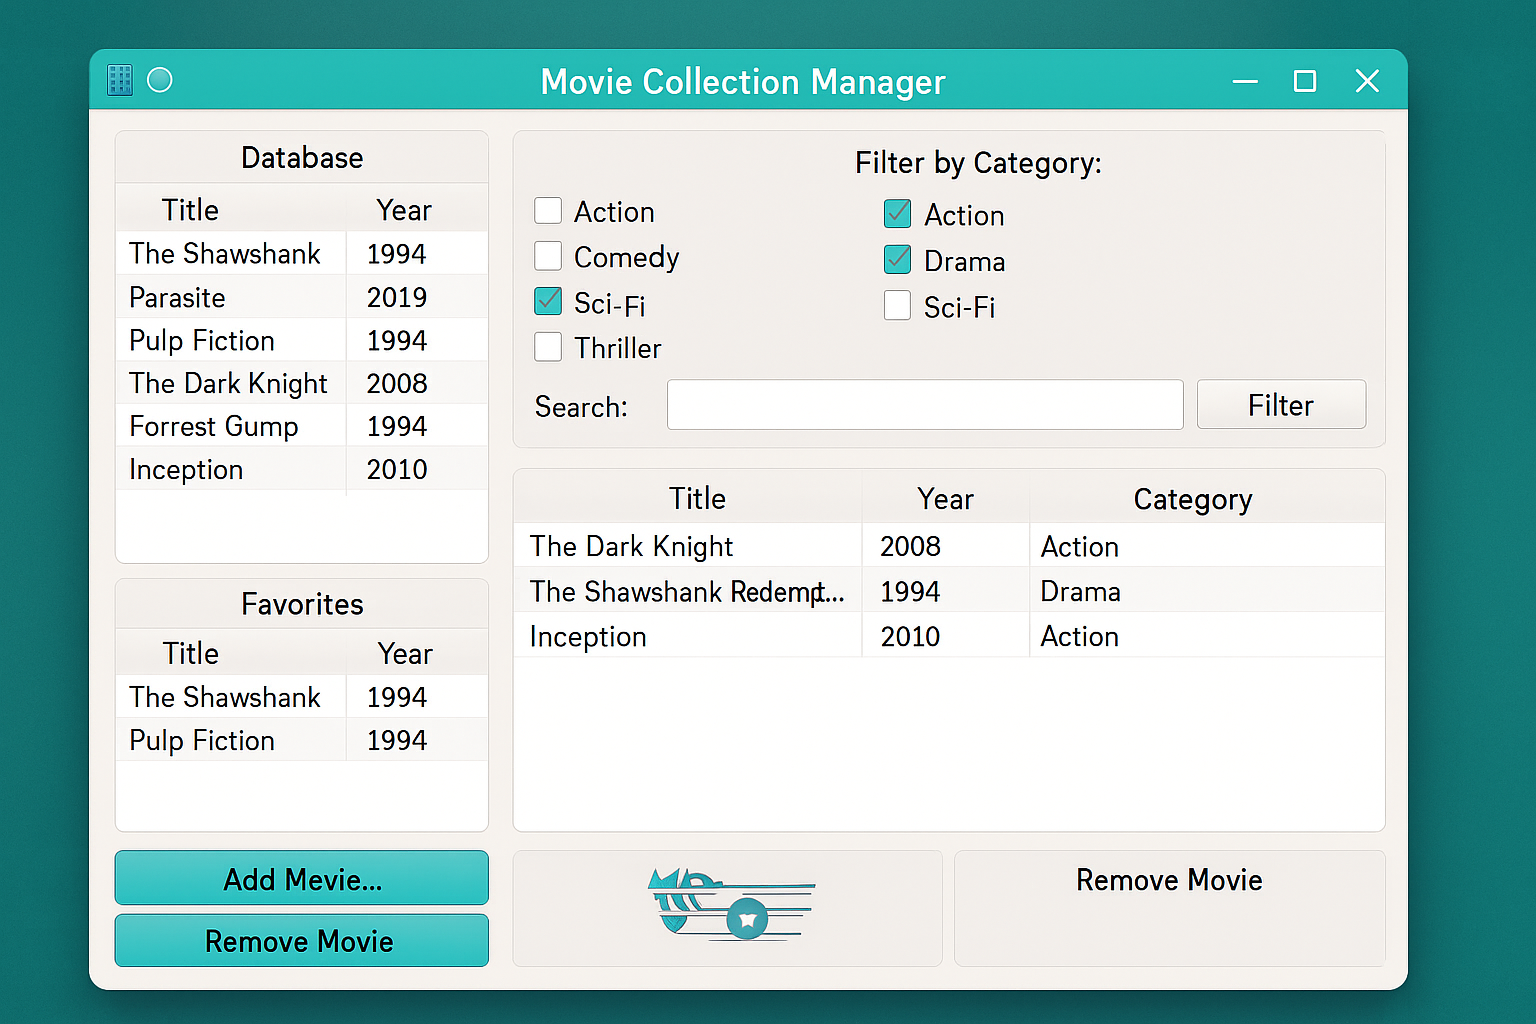 Movie Collection Manager
Database
Title Year
The Shawshank 1994
Parasite 2019
Pulp Fiction 1994
The Dark Knight 2008
Forrest Gump 1994
Inception 2010
Favorites
Title Year
The Shawshank 1994
Pulp Fiction 1994
Add Mevie...
Remove Movie
Filter by Category:
Action
Comedy
Sci-Fi
Thriller
Action
Drama
Sci-Fi
Search:
Filter
Title Year Category
The Dark Knight 2008 Action
The Shawshank Redempt... 1994 Drama
Inception 2010 Action
Remove Movie